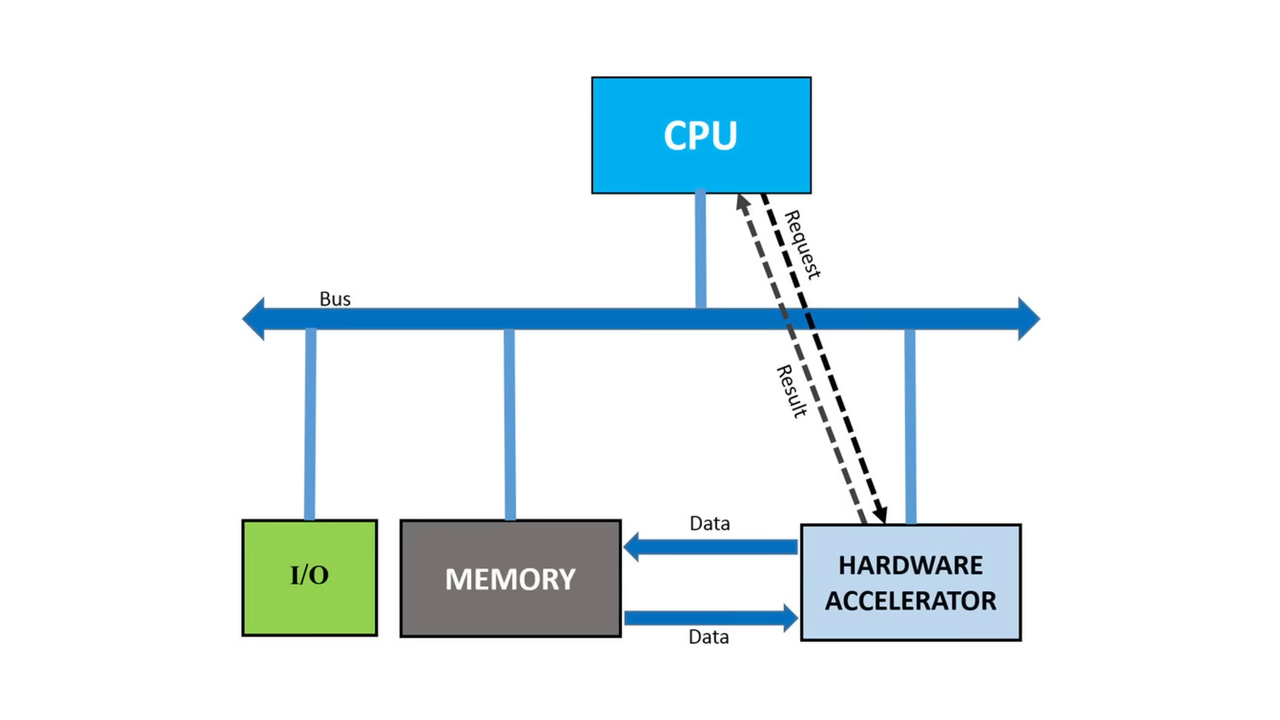 CPU
Request
Bus
Result
Data
I/O
MEMORY
HARDWARE
ACCELERATOR
Data